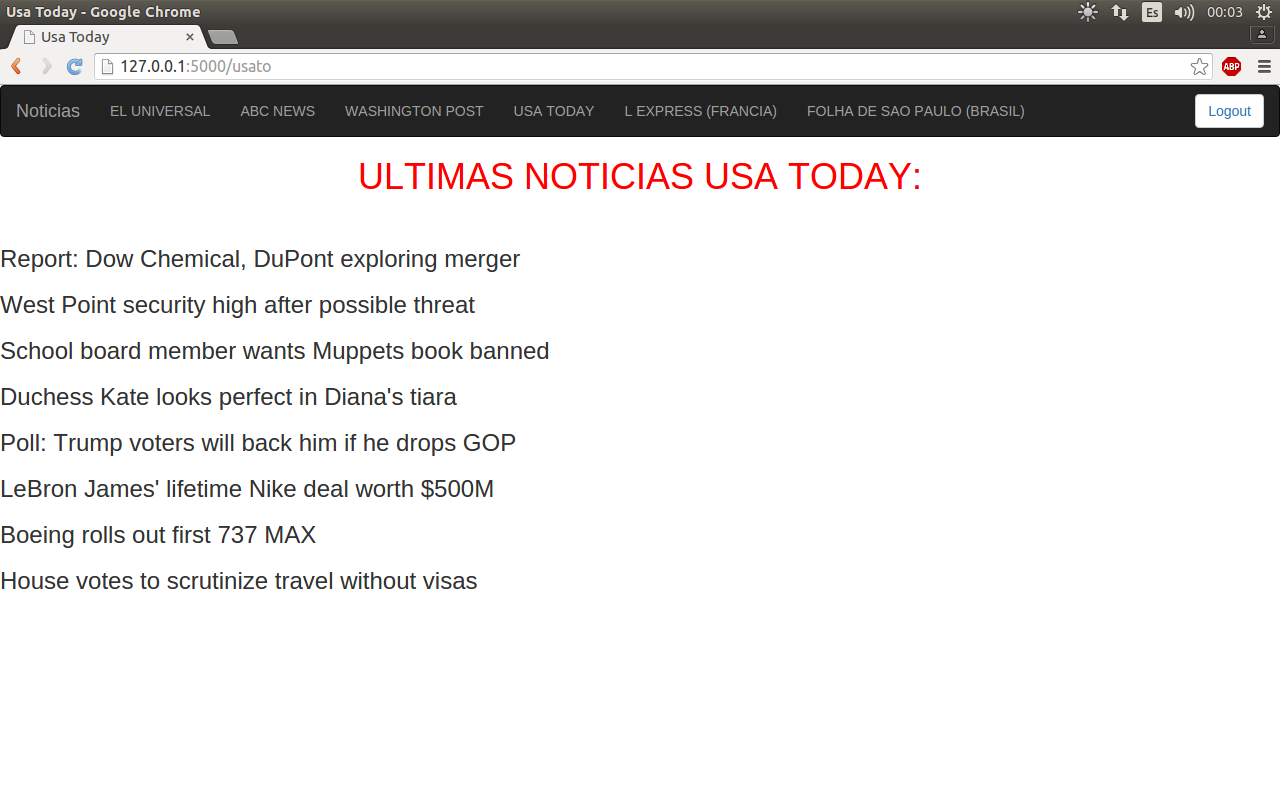 Usa Today - Google Chrome
Es
00:03
Usa Today
127.0.0.1:5000/usato
ABP
Noticias EL UNIVERSAL ABC NEWS WASHINGTON POST USA TODAY L EXPRESS (FRANCIA) FOLHA DE SAO PAULO (BRASIL) Logout
ULTIMAS NOTICIAS USA TODAY:
Report: Dow Chemical, DuPont exploring merger
West Point security high after possible threat
School board member wants Muppets book banned
Duchess Kate looks perfect in Diana's tiara
Poll: Trump voters will back him if he drops GOP
LeBron James' lifetime Nike deal worth $500M
Boeing rolls out first 737 MAX
House votes to scrutinize travel without visas